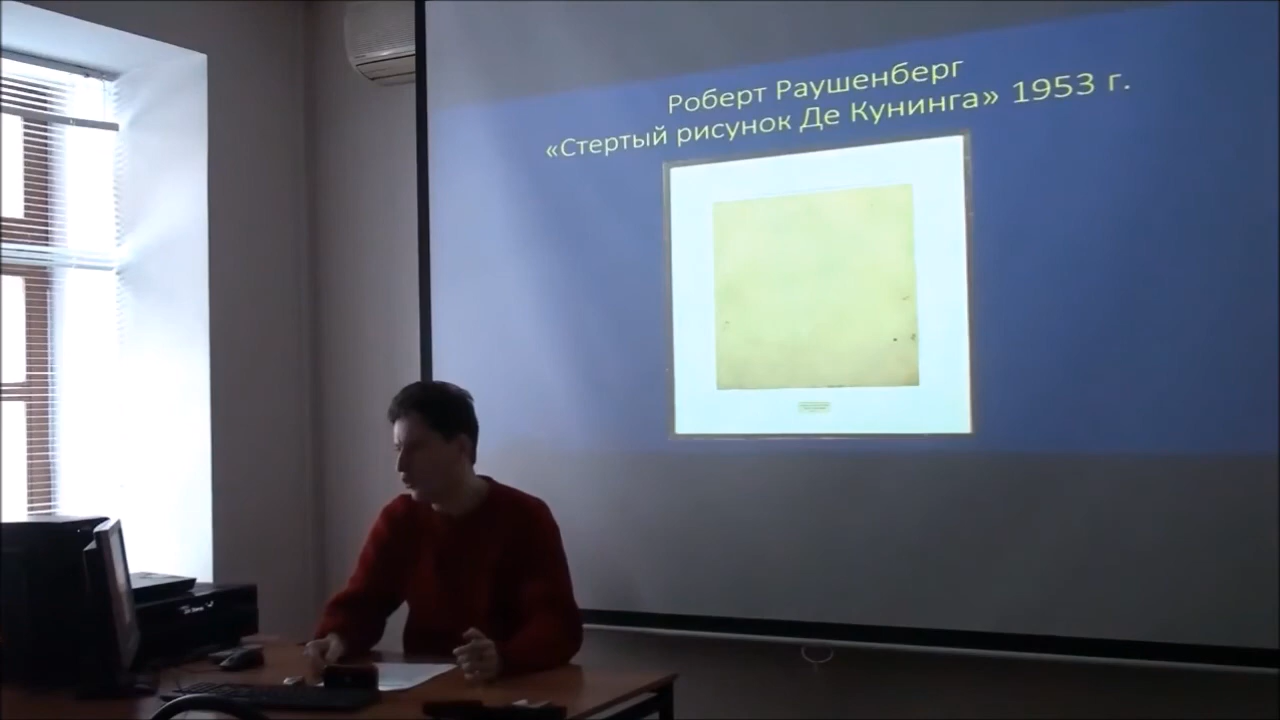 Роберт Раушенберг
«Стертый рисунок Де Кунинга» 1953 г.